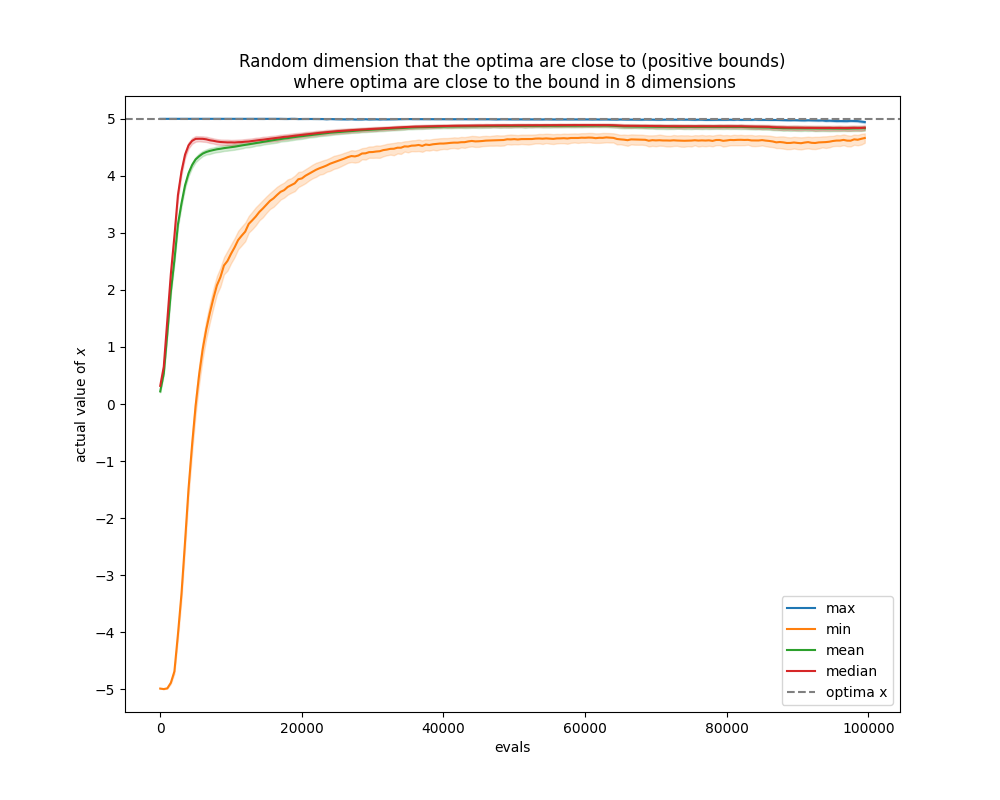 Random dimension that the optima are close to (positive bounds)
where optima are close to the bound in 8 dimensions
actual value of x
5
4
3
2
1
0
−1
−2
−3
−4
−5
0 20000 40000 60000 80000 100000
evals
max
min
mean
median
optima x